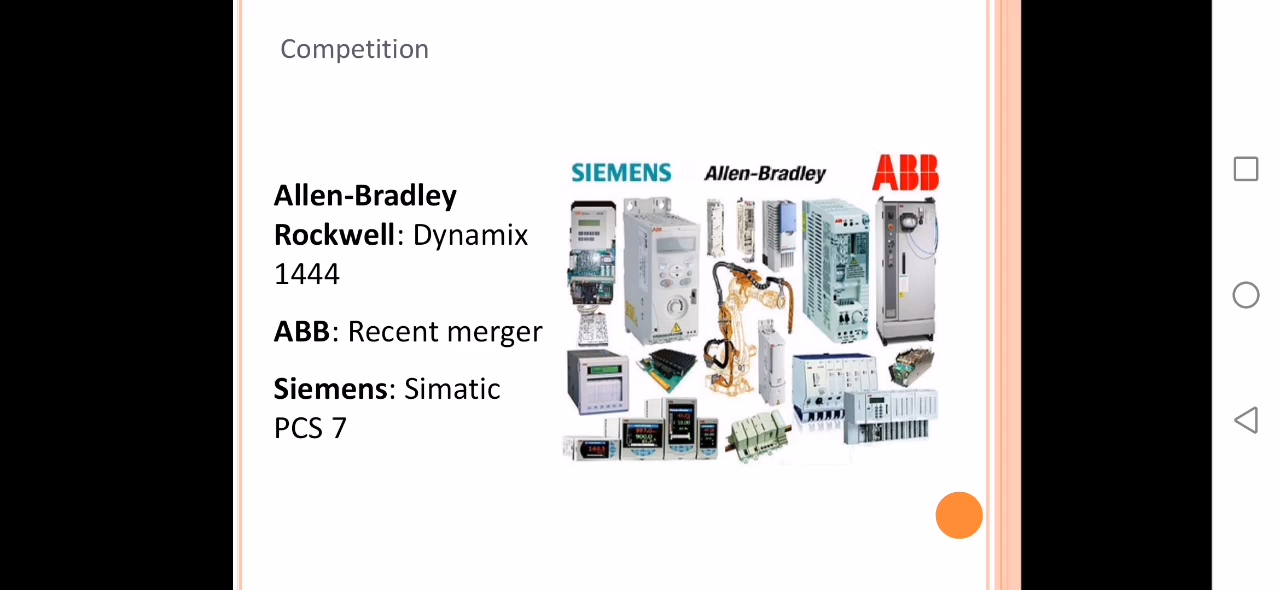 Competition
Allen-Bradley
Rockwell: Dynamix
1444
ABB: Recent merger
Siemens: Simatic
PCS 7
SIEMENS
Allen-Bradley
ABB